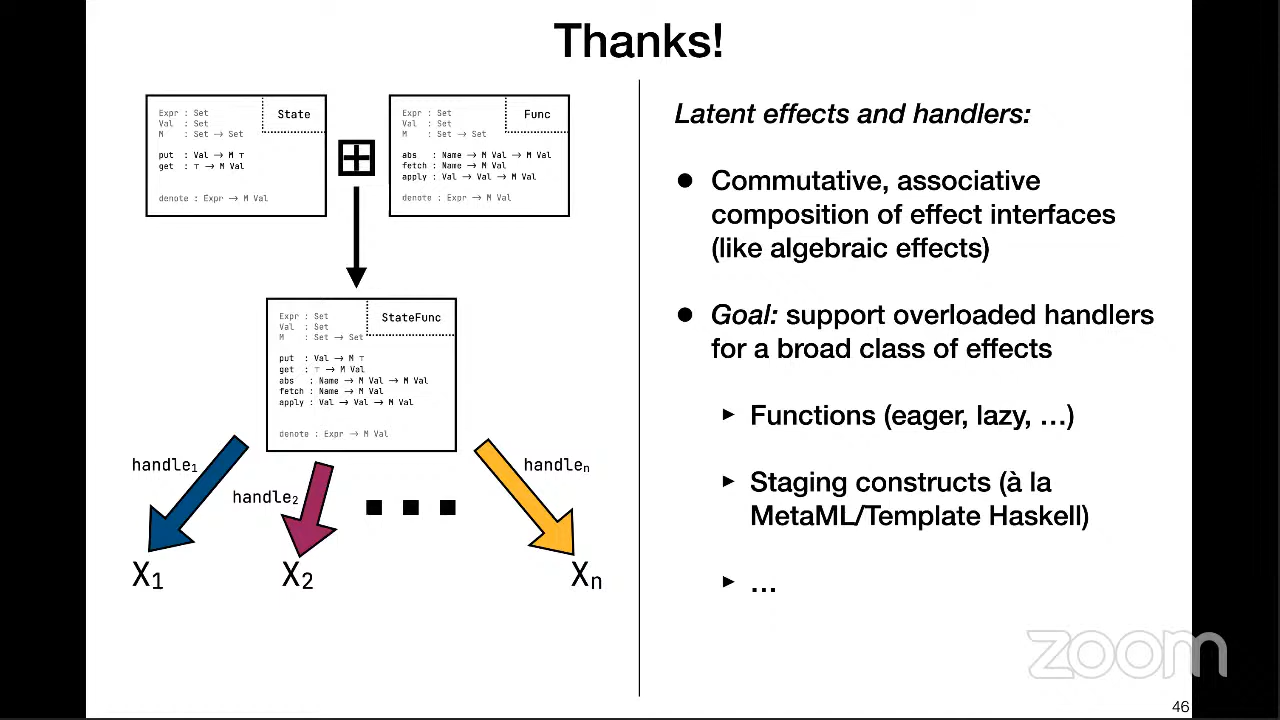 Thanks!
State
Expr : Set
Val : Set
M : Set → Set
put : Val → M ⊤
get : ⊤ → M Val
denote : Expr → M Val
⊞
Func
Expr : Set
Val : Set
M : Set → Set
abs : Name → M Val → M Val
fetch : Name → M Val
apply : Val → Val → M Val
denote : Expr → M Val
StateFunc
Expr : Set
Val : Set
M : Set → Set
put : Val → M ⊤
get : ⊤ → M Val
abs : Name → M Val → M Val
fetch : Name → M Val
apply : Val → Val → M Val
denote : Expr → M Val
handle₁
handle₂
handleₙ
X₁
X₂
Xₙ
Latent effects and handlers:
● Commutative, associative
composition of effect interfaces
(like algebraic effects)
● Goal: support overloaded handlers
for a broad class of effects
‣ Functions (eager, lazy, …)
‣ Staging constructs (à la
MetaML/Template Haskell)
‣ …
zoom
46